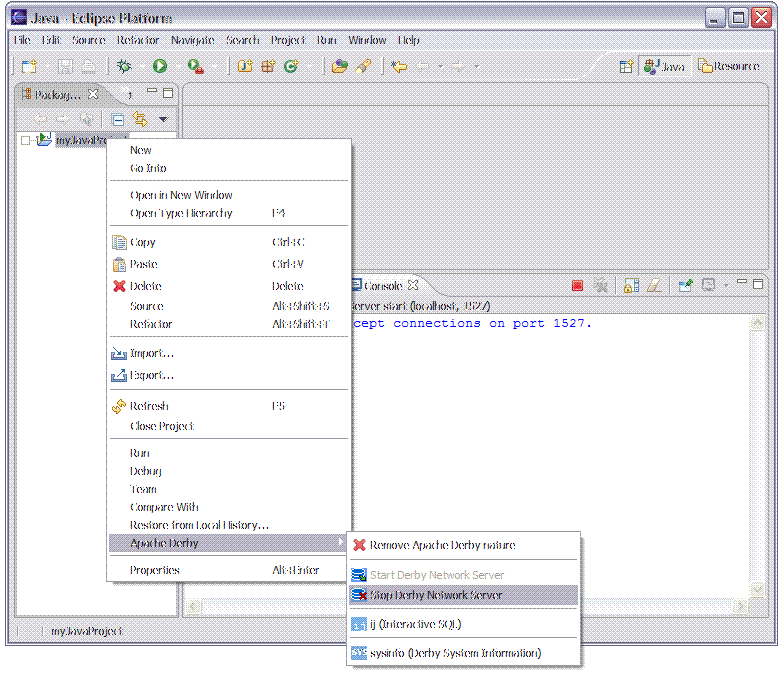 Java - Eclipse Platform
File Edit Source Refactor Navigate Search Project Run Window Help
Java Resource
Packag...
myJavaProject
New
Go Into
Open in New Window
Open Type Hierarchy F4
Copy Ctrl+C
Paste Ctrl+V
Delete Delete
Source Alt+Shift+S
Refactor Alt+Shift+T
Import...
Export...
Refresh F5
Close Project
Run
Debug
Team
Compare With
Restore from Local History...
Apache Derby
Properties Alt+Enter
Console
erver start (localhost, 1527)
cept connections on port 1527.
Remove Apache Derby nature
Start Derby Network Server
Stop Derby Network Server
ij ij (Interactive SQL)
SYS sysinfo (Derby System Information)
myJavaProject